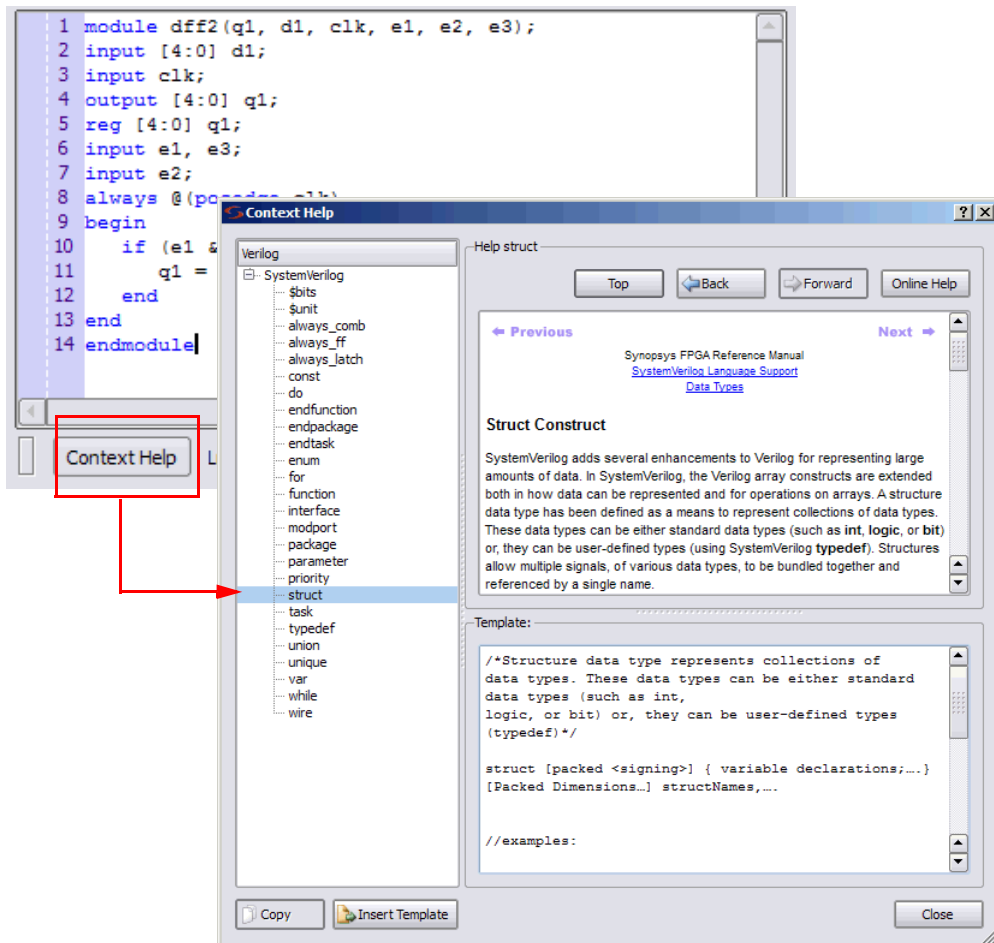 1 module dff2(q1, d1, clk, e1, e2, e3);
2 input [4:0] d1;
3 input clk;
4 output [4:0] q1;
5 reg [4:0] q1;
6 input e1, e3;
7 input e2;
8 always @(posedge clk)
9 begin
10 if (e1 &
11 q1 =
12 end
13 end
14 endmodule
Context Help
Context Help
Verilog
SystemVerilog
$bits
$unit
always_comb
always_ff
always_latch
const
do
endfunction
endpackage
endtask
enum
for
function
interface
modport
package
parameter
priority
struct
task
typedef
union
unique
var
while
wire
Help struct
Top
Back
Forward
Online Help
Previous
Next
Synopsys FPGA Reference Manual
SystemVerilog Language Support
Data Types
Struct Construct
SystemVerilog adds several enhancements to Verilog for representing large
amounts of data. In SystemVerilog, the Verilog array constructs are extended
both in how data can be represented and for operations on arrays. A structure
data type has been defined as a means to represent collections of data types.
These data types can be either standard data types (such as int, logic, or bit)
or, they can be user-defined types (using SystemVerilog typedef). Structures
allow multiple signals, of various data types, to be bundled together and
referenced by a single name.
Template:
/*Structure data type represents collections of
data types. These data types can be either standard
data types (such as int,
logic, or bit) or, they can be user-defined types
(typedef)*/
struct [packed <signing>] { variable declarations;….}
[Packed Dimensions…] structNames,….
//examples:
Copy
Insert Template
Close